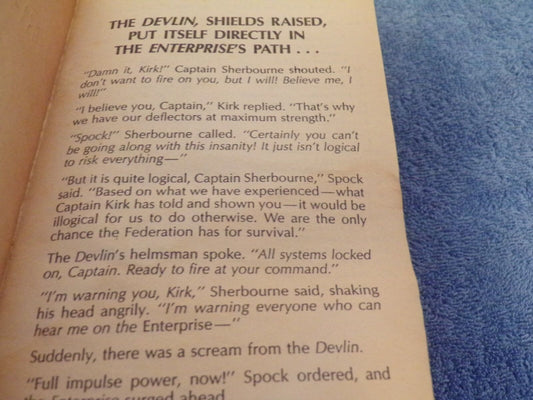 THE DEVLIN, SHIELDS RAISED,
PUT ITSELF DIRECTLY IN
THE ENTERPRISE'S PATH . . .
"Damn it, Kirk!" Captain Sherbourne shouted. "I
don't want to fire on you, but I will! Believe me, I
will!"
"I believe you, Captain," Kirk replied. "That's why
we have our deflectors at maximum strength."
"Spock!" Sherbourne called. "Certainly you can't
be going along with this insanity! It just isn't logical
to risk everything—"
"But it is quite logical, Captain Sherbourne," Spock
said. "Based on what we have experienced—what
Captain Kirk has told and shown you—it would be
illogical for us to do otherwise. We are the only
chance the Federation has for survival."
The Devlin's helmsman spoke. "All systems locked
on, Captain. Ready to fire at your command."
"I'm warning you, Kirk," Sherbourne said, shaking
his head angrily. "I'm warning everyone who can
hear me on the Enterprise—"
Suddenly, there was a scream from the Devlin.
"Full impulse power, now!" Spock ordered, and
the Enterprise surged ahead.